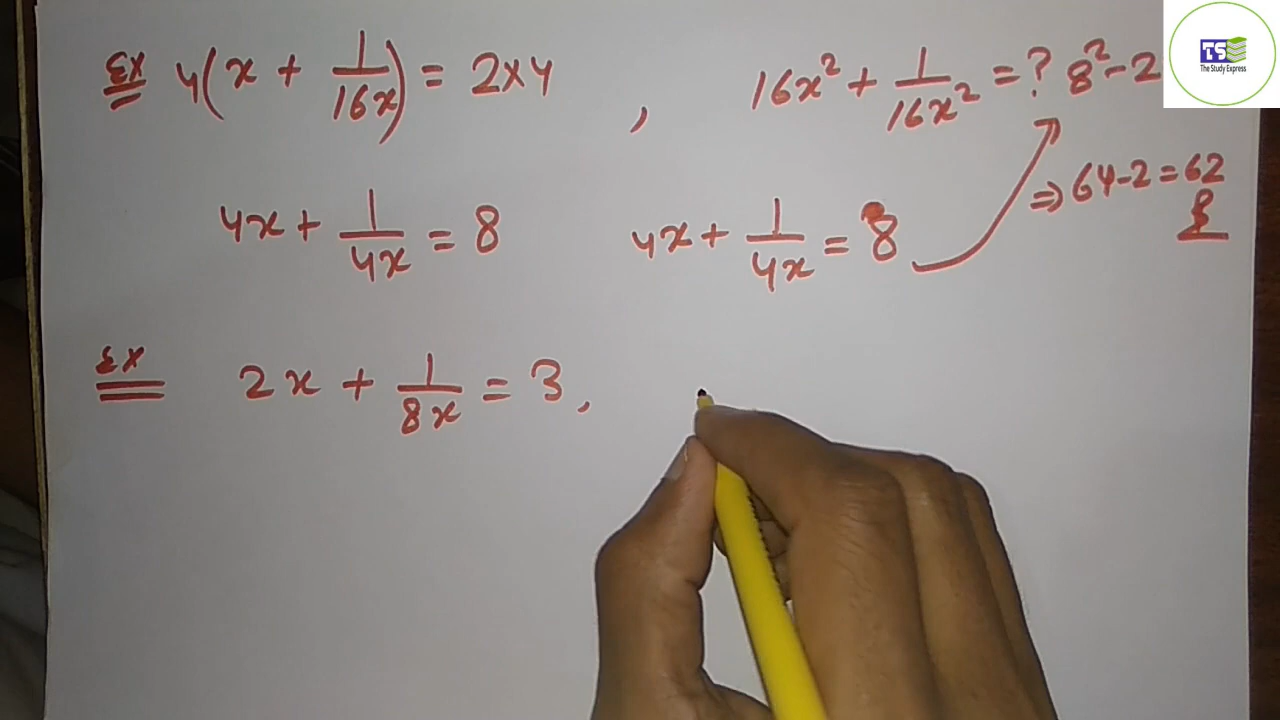 Ex 4(x + 1/16x) = 2×4 , 16x² + 1/16x² = ? 8² - 2
⇒ 64-2 = 62
4x + 1/4x = 8 4x + 1/4x = 8
Ex 2x + 1/8x = 3,
TS
The Study Express